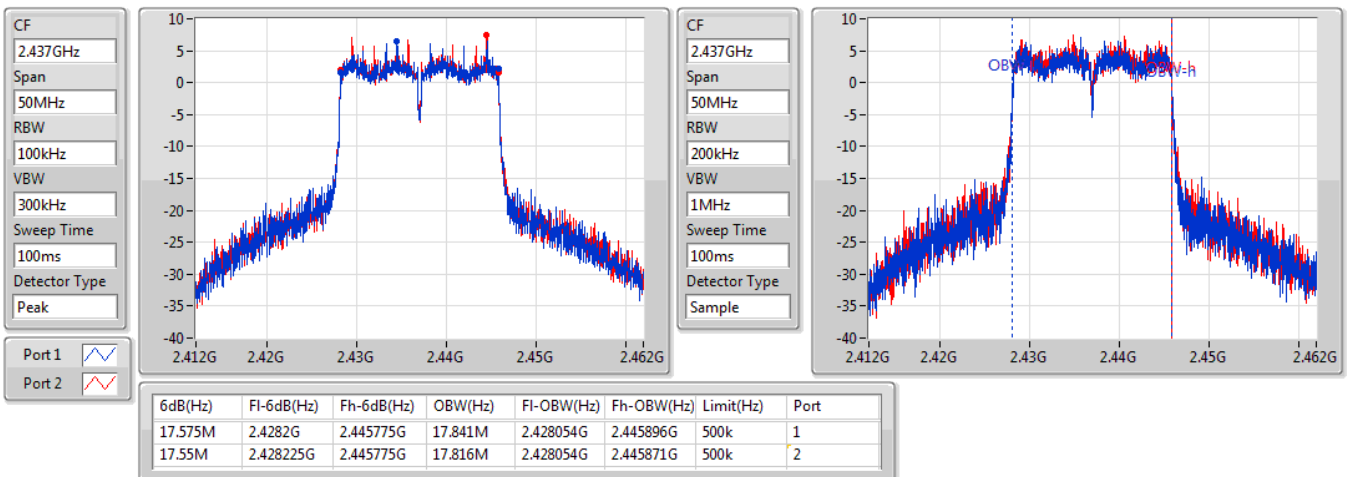 CF
2.437GHz
Span
50MHz
RBW
100kHz
VBW
300kHz
Sweep Time
100ms
Detector Type
Peak
Port 1
Port 2
10
5
0
-5
-10
-15
-20
-25
-30
-35
-40
2.412G 2.42G 2.43G 2.44G 2.45G 2.462G
CF
2.437GHz
Span
50MHz
RBW
200kHz
VBW
1MHz
Sweep Time
100ms
Detector Type
Sample
10
5
0
-5
-10
-15
-20
-25
-30
-35
-40
OBW-h
2.412G 2.42G 2.43G 2.44G 2.45G 2.462G
6dB(Hz) Fl-6dB(Hz) Fh-6dB(Hz) OBW(Hz) Fl-OBW(Hz) Fh-OBW(Hz) Limit(Hz) Port
17.575M 2.4282G 2.445775G 17.841M 2.428054G 2.445896G 500k 1
17.55M 2.428225G 2.445775G 17.816M 2.428054G 2.445871G 500k 2